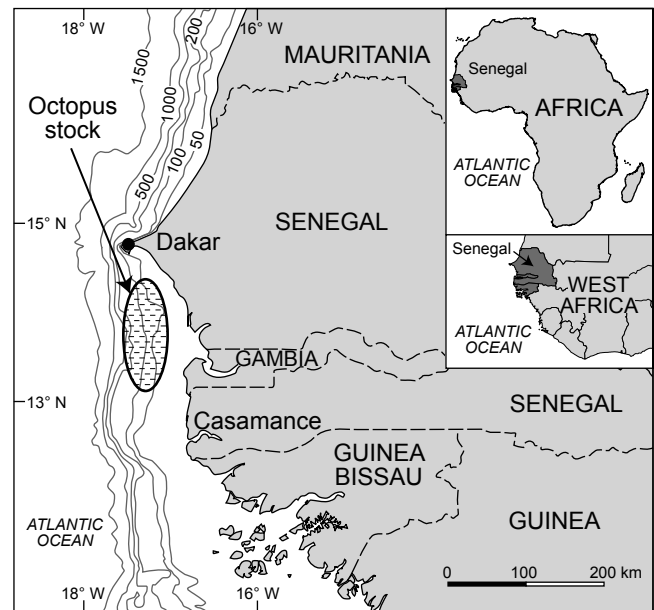 18° W
16° W
1500
1000
200
500
100
50
MAURITANIA
Octopus
stock
15° N
Dakar
SENEGAL
GAMBIA
13° N
Casamance
SENEGAL
GUINEA
BISSAU
GUINEA
ATLANTIC
OCEAN
0
100
200 km
18° W
16° W
Senegal
AFRICA
ATLANTIC
OCEAN
Senegal
WEST
AFRICA
ATLANTIC
OCEAN